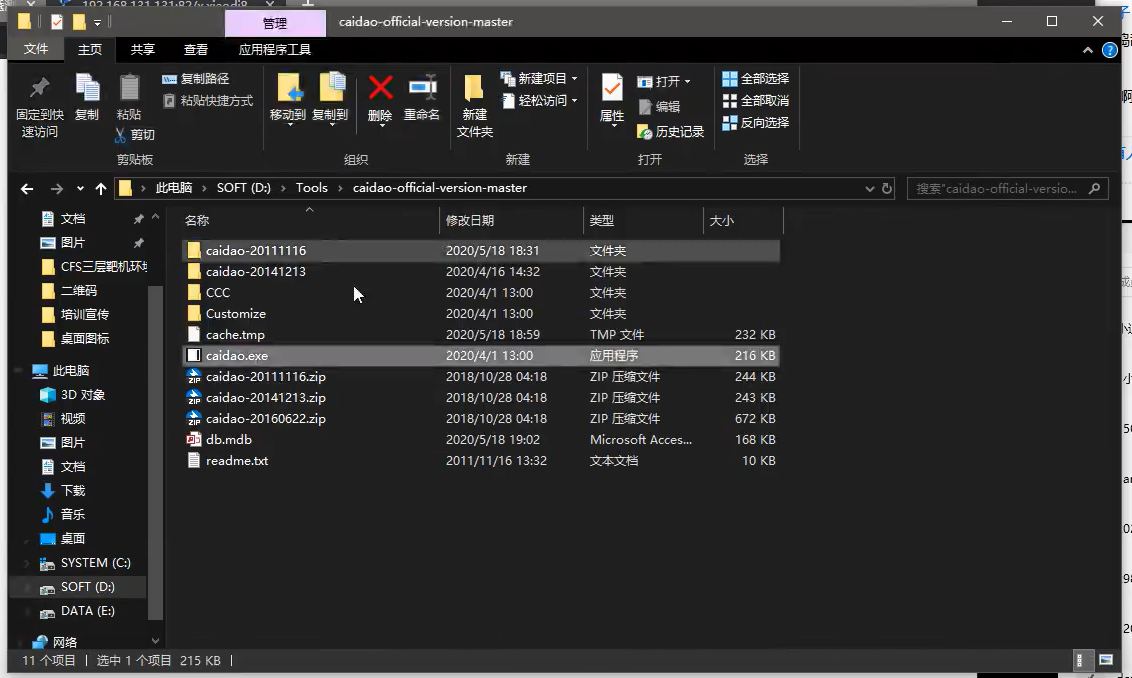 管理
caidao-official-version-master
文件
主页
共享
查看
应用程序工具
固定到快
速访问
复制
粘贴
复制路径
粘贴快捷方式
剪切
剪贴板
移动到
复制到
删除
重命名
组织
新建
文件夹
新建项目
轻松访问
新建
属性
打开
编辑
历史记录
打开
全部选择
全部取消
反向选择
选择
此电脑 › SOFT (D:) › Tools › caidao-official-version-master
搜索"caidao-official-versio...
文档
图片
CFS三层靶机环境
二维码
培训宣传
桌面图标
此电脑
3D 对象
视频
图片
文档
下载
音乐
桌面
SYSTEM (C:)
SOFT (D:)
DATA (E:)
网络
名称 修改日期 类型 大小
caidao-20111116 2020/5/18 18:31 文件夹
caidao-20141213 2020/4/16 14:32 文件夹
CCC 2020/4/1 13:00 文件夹
Customize 2020/4/1 13:00 文件夹
cache.tmp 2020/5/18 18:59 TMP 文件 232 KB
caidao.exe 2020/4/1 13:00 应用程序 216 KB
caidao-20111116.zip 2018/10/28 04:18 ZIP 压缩文件 244 KB
caidao-20141213.zip 2018/10/28 04:18 ZIP 压缩文件 243 KB
caidao-20160622.zip 2018/10/28 04:18 ZIP 压缩文件 672 KB
db.mdb 2020/5/18 19:02 Microsoft Acces... 168 KB
readme.txt 2011/11/16 13:32 文本文档 10 KB
11 个项目 | 选中 1 个项目 215 KB |